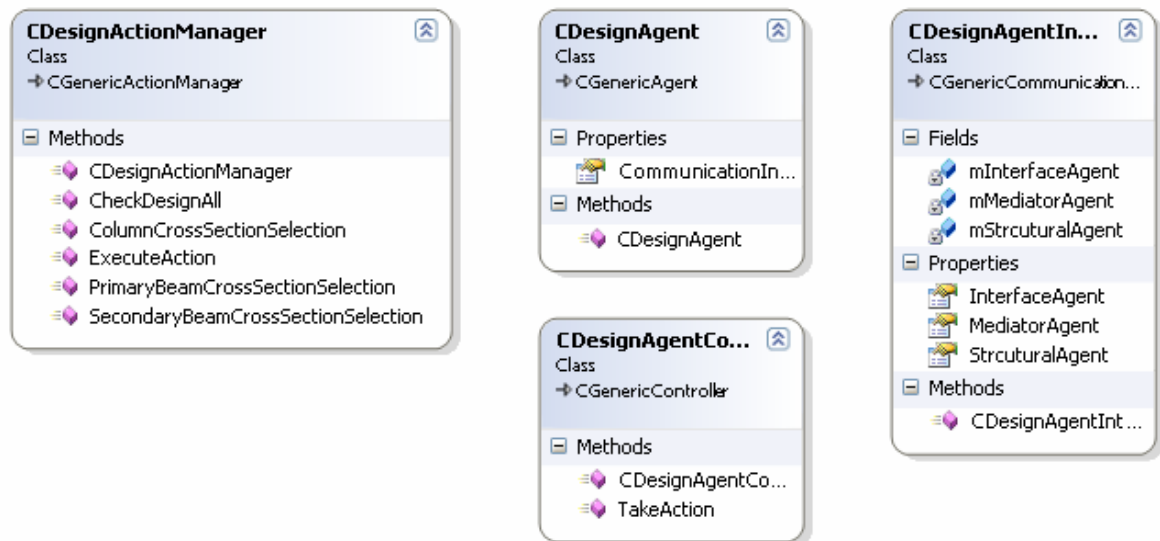 CDesignActionManager
Class
CGenericActionManager
Methods
CDesignActionManager
CheckDesignAll
ColumnCrossSectionSelection
ExecuteAction
PrimaryBeamCrossSectionSelection
SecondaryBeamCrossSectionSelection
CDesignAgent
Class
CGenericAgent
Properties
CommunicationIn...
Methods
CDesignAgent
CDesignAgentCo...
Class
CGenericController
Methods
CDesignAgentCo...
TakeAction
CDesignAgentIn...
Class
CGenericCommunication...
Fields
mInterfaceAgent
mMediatorAgent
mStrcuturalAgent
Properties
InterfaceAgent
MediatorAgent
StrcuturalAgent
Methods
CDesignAgentInt...